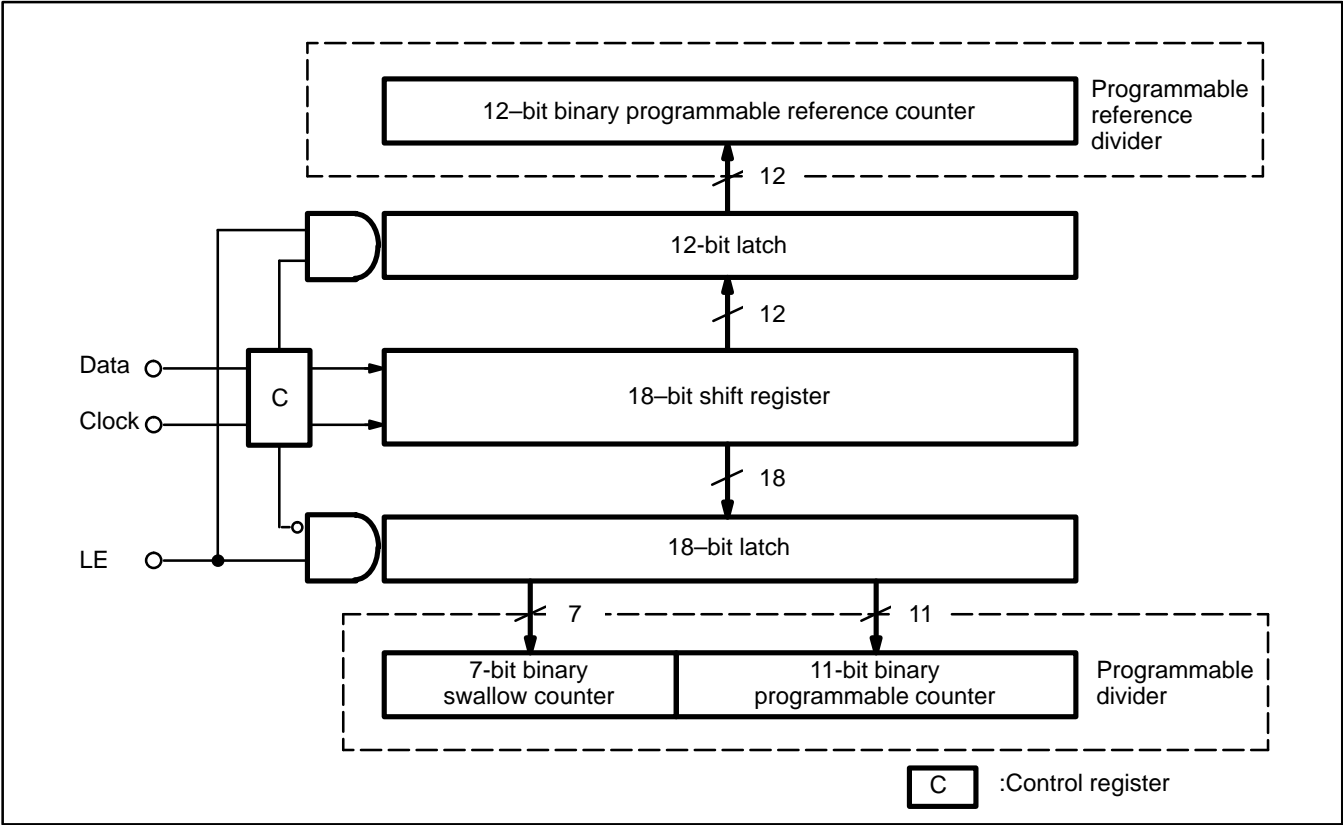 12–bit binary programmable reference counter
Programmable
reference
divider
12
12-bit latch
12
Data
Clock
C
18–bit shift register
18
LE
18–bit latch
7
11
7-bit binary
swallow counter
11-bit binary
programmable counter
Programmable
divider
C
:Control register